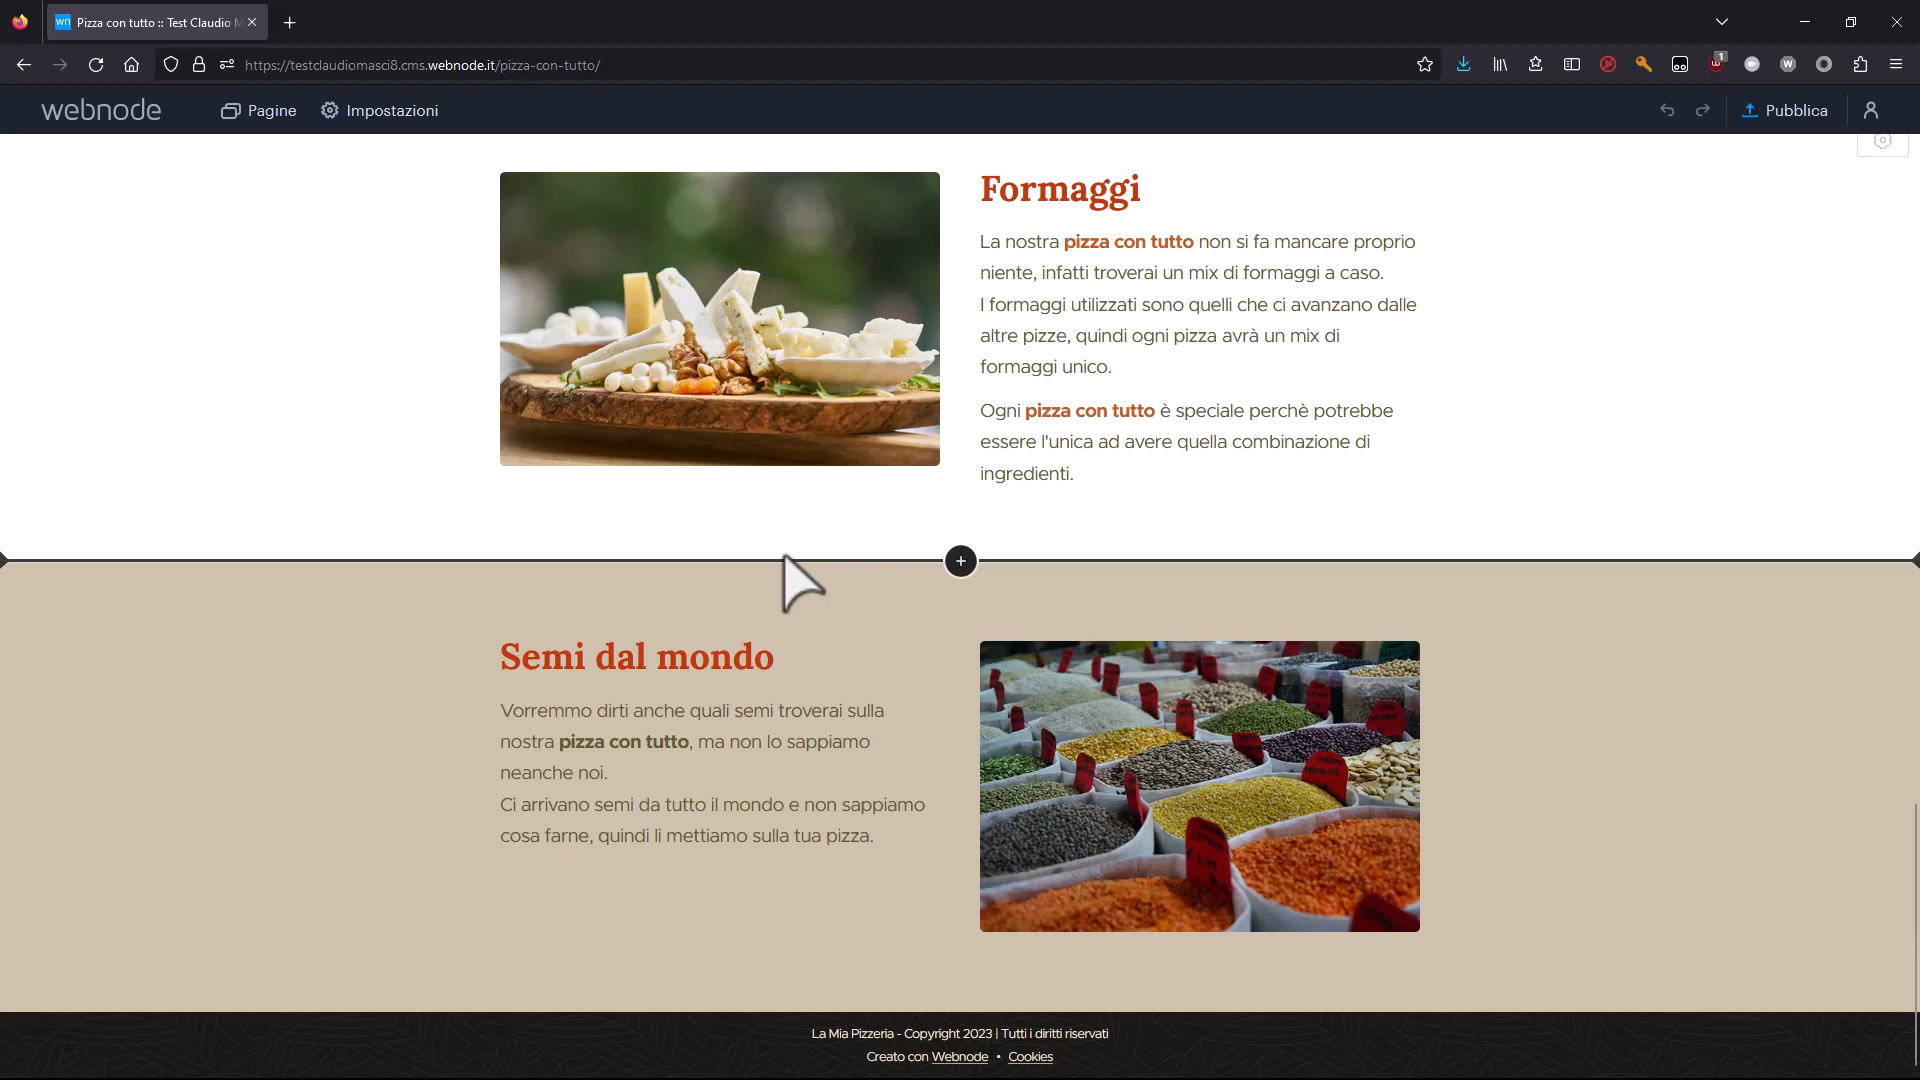 Pizza con tutto :: Test Claudio M
https://testclaudiomasci8.cms.webnode.it/pizza-con-tutto/
1
webnode
Pagine
Impostazioni
Pubblica
Formaggi
La nostra pizza con tutto non si fa mancare proprio
niente, infatti troverai un mix di formaggi a caso.
I formaggi utilizzati sono quelli che ci avanzano dalle
altre pizze, quindi ogni pizza avrà un mix di
formaggi unico.
Ogni pizza con tutto è speciale perchè potrebbe
essere l'unica ad avere quella combinazione di
ingredienti.
Semi dal mondo
Vorremmo dirti anche quali semi troverai sulla
nostra pizza con tutto, ma non lo sappiamo
neanche noi.
Ci arrivano semi da tutto il mondo e non sappiamo
cosa farne, quindi li mettiamo sulla tua pizza.
La Mia Pizzeria - Copyright 2023 | Tutti i diritti riservati
Creato con Webnode • Cookies